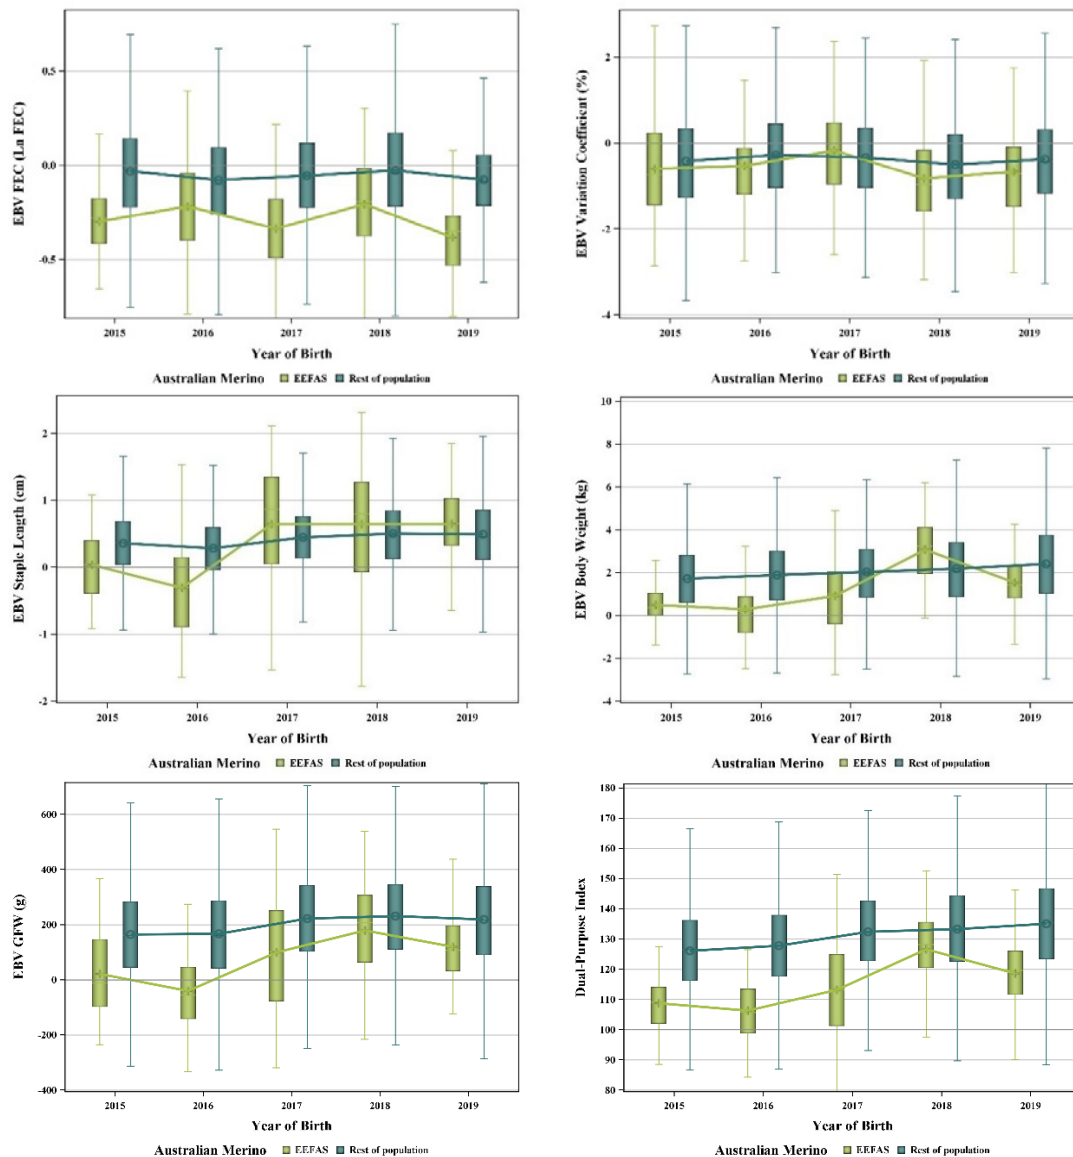 EBV FEC (Ln FEC)
0.5
0.0
-0.5
2015 2016 2017 2018 2019
Year of Birth
Australian Merino EEFAS Rest of population
EBV Variation Coefficient (%)
2
0
-2
-4
2015 2016 2017 2018 2019
Year of Birth
Australian Merino EEFAS Rest of population
EBV Staple Length (cm)
2
1
0
-1
-2
2015 2016 2017 2018 2019
Year of Birth
Australian Merino EEFAS Rest of population
EBV Body Weight (kg)
10
8
6
4
2
0
-2
-4
2015 2016 2017 2018 2019
Year of Birth
Australian Merino EEFAS Rest of population
EBV GFW (g)
600
400
200
0
-200
-400
2015 2016 2017 2018 2019
Year of Birth
Australian Merino EEFAS Rest of population
Dual-Purpose Index
180
170
160
150
140
130
120
110
100
90
80
2015 2016 2017 2018 2019
Year of Birth
Australian Merino EEFAS Rest of population